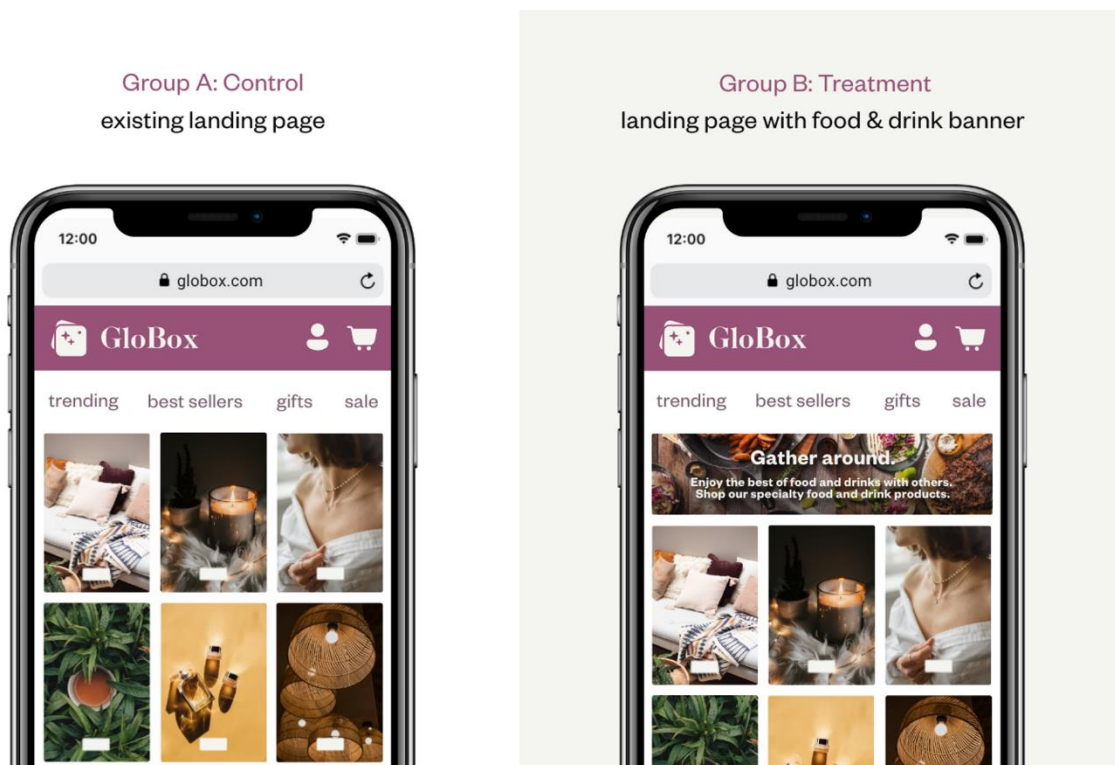 Group A: Control
existing landing page
12:00
globox.com
GloBox
trending best sellers gifts sale
Group B: Treatment
landing page with food & drink banner
12:00
globox.com
GloBox
trending best sellers gifts sale
Gather around.
Enjoy the best of food and drinks with others.
Shop our specialty food and drink products.